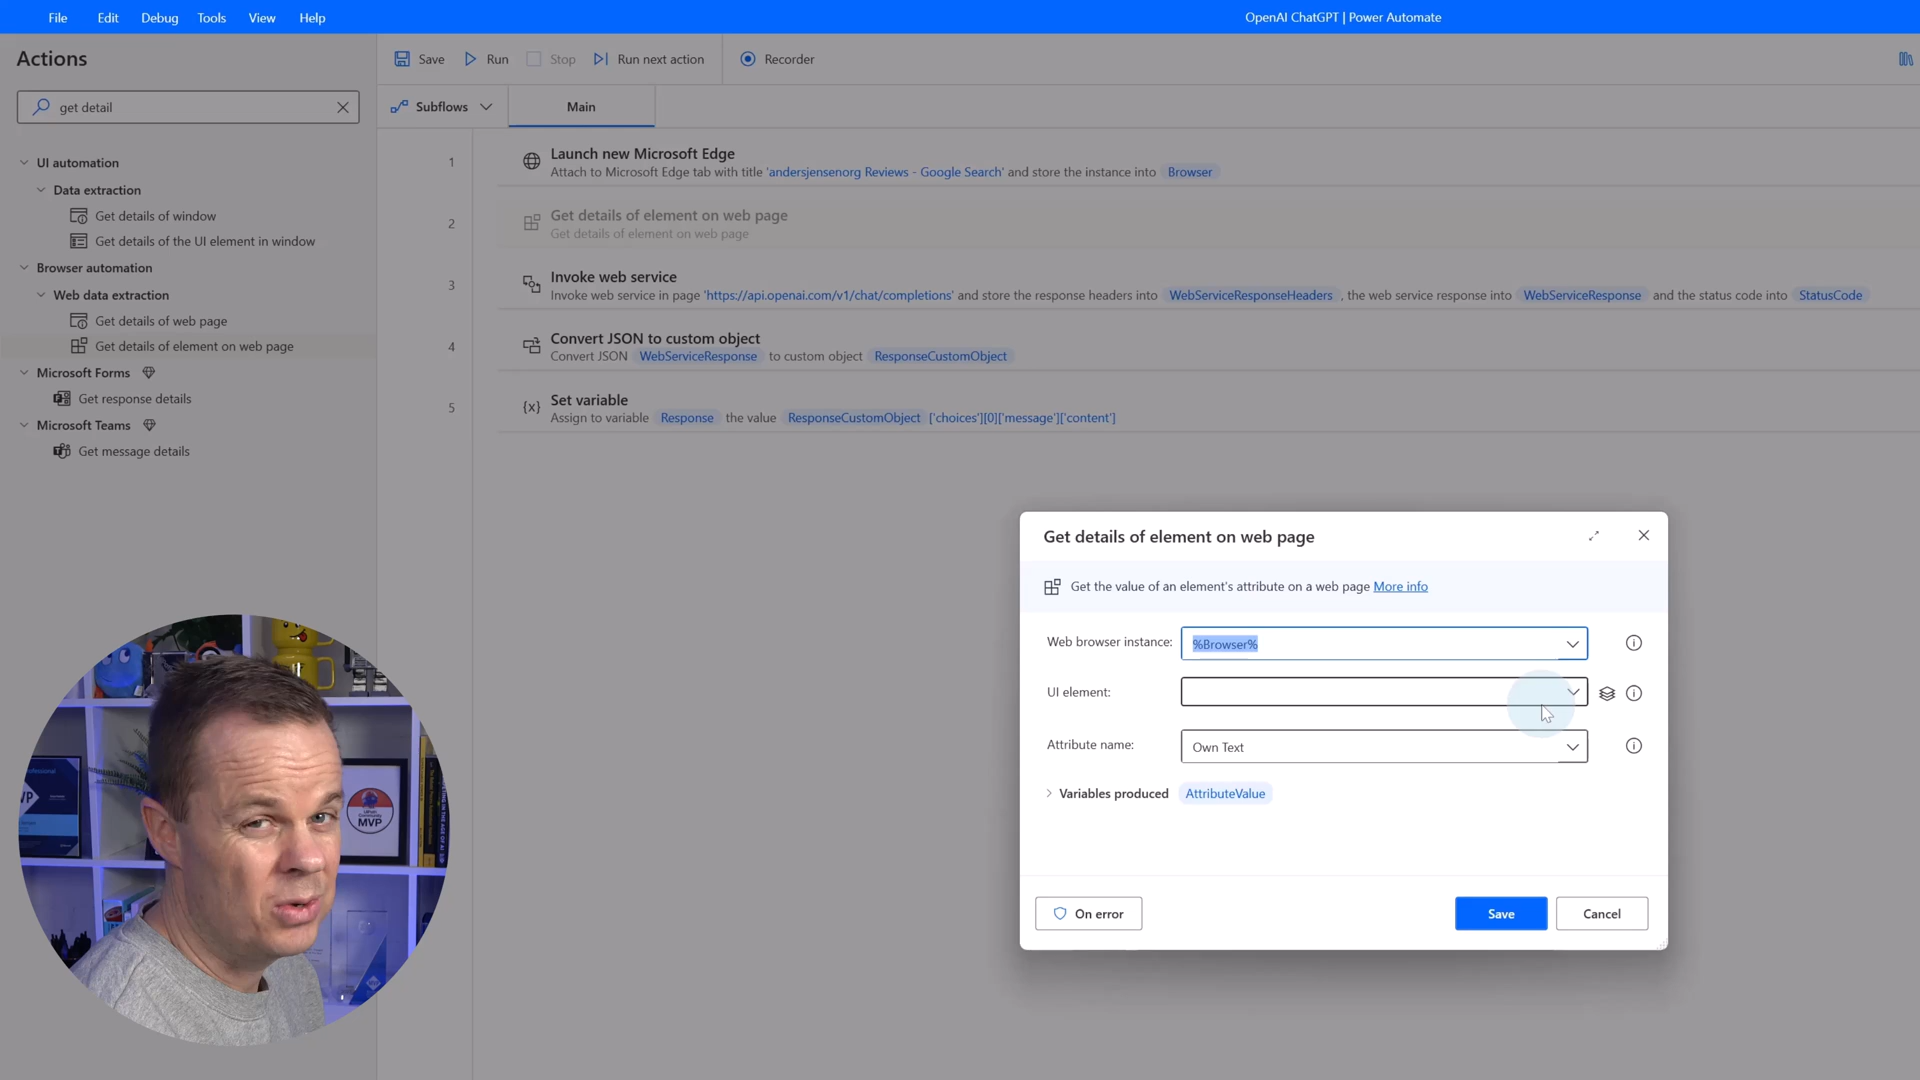 File Edit Debug Tools View Help
OpenAI ChatGPT | Power Automate
Actions
get detail
UI automation
Data extraction
Get details of window
Get details of the UI element in window
Browser automation
Web data extraction
Get details of web page
Get details of element on web page
Microsoft Forms
Get response details
Microsoft Teams
Get message details
Save Run Stop Run next action Recorder
Subflows Main
1 Launch new Microsoft Edge
Attach to Microsoft Edge tab with title 'andersjensenorg Reviews - Google Search' and store the instance into Browser
2 Get details of element on web page
Get details of element on web page
3 Invoke web service
Invoke web service in page 'https://api.openai.com/v1/chat/completions' and store the response headers into WebServiceResponseHeaders , the web service response into WebServiceResponse and the status code into StatusCode
4 Convert JSON to custom object
Convert JSON WebServiceResponse to custom object ResponseCustomObject
5 {x} Set variable
Assign to variable Response the value ResponseCustomObject ['choices'][0]['message']['content']
Get details of element on web page
Get the value of an element's attribute on a web page More info
Web browser instance: %Browser%
UI element:
Attribute name: Own Text
Variables produced AttributeValue
On error Save Cancel
MVP